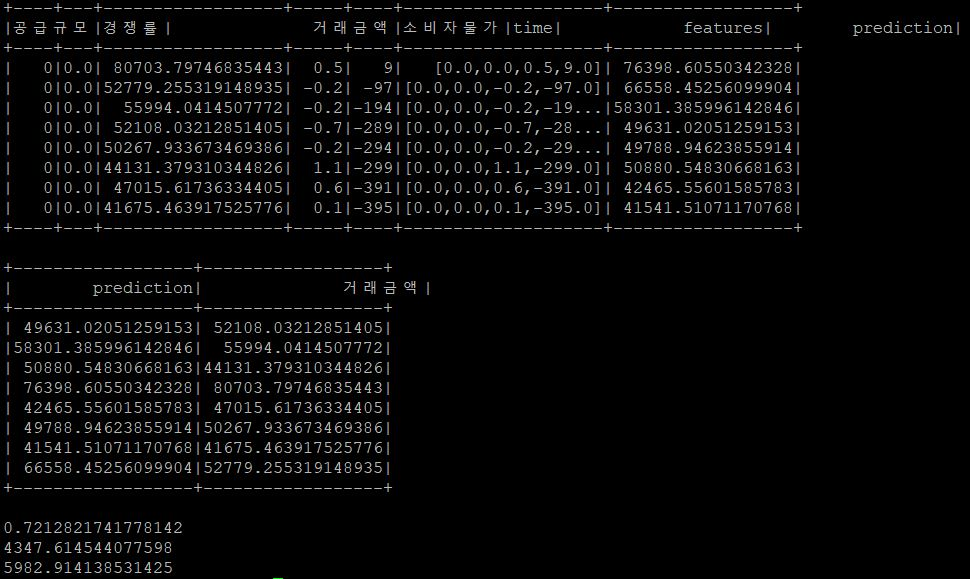 +----+---+------------------+-----+----+--------------------+------------------+
|공급규모|경쟁률|              거래금액|소비자물가|time|            features|        prediction|
+----+---+------------------+-----+----+--------------------+------------------+
|   0|0.0| 80703.79746835443|  0.5|   9|   [0.0,0.0,0.5,9.0]| 76398.60550342328|
|   0|0.0|52779.255319148935| -0.2| -97|[0.0,0.0,-0.2,-97.0]| 66558.45256099904|
|   0|0.0|  55994.0414507772| -0.2|-194|[0.0,0.0,-0.2,-19...|58301.385996142846|
|   0|0.0| 52108.03212851405| -0.7|-289|[0.0,0.0,-0.7,-28...| 49631.02051259153|
|   0|0.0|50267.933673469386| -0.2|-294|[0.0,0.0,-0.2,-29...| 49788.94623855914|
|   0|0.0|44131.379310344826|  1.1|-299|[0.0,0.0,1.1,-299.0]| 50880.54830668163|
|   0|0.0| 47015.61736334405|  0.6|-391|[0.0,0.0,0.6,-391.0]| 42465.55601585783|
|   0|0.0|41675.463917525776|  0.1|-395|[0.0,0.0,0.1,-395.0]| 41541.51071170768|
+----+---+------------------+-----+----+--------------------+------------------+
+------------------+------------------+
|        prediction|              거래금액|
+------------------+------------------+
| 49631.02051259153| 52108.03212851405|
|58301.385996142846|  55994.0414507772|
| 50880.54830668163|44131.379310344826|
| 76398.60550342328| 80703.79746835443|
| 42465.55601585783| 47015.61736334405|
| 49788.94623855914|50267.933673469386|
| 41541.51071170768|41675.463917525776|
| 66558.45256099904|52779.255319148935|
+------------------+------------------+
0.7212821741778142
4347.614544077598
5982.914138531425